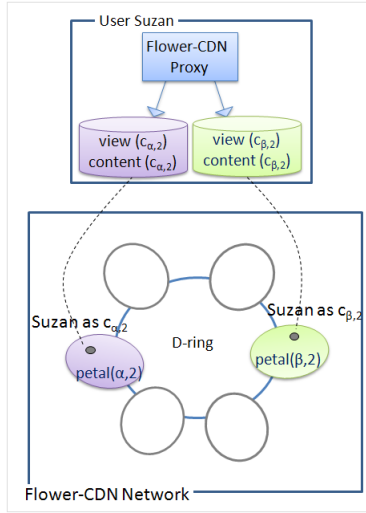 User Suzan
Flower-CDN
Proxy
view (cα,2)
content (cα,2)
view (cβ,2)
content (cβ,2)
Suzan as cα,2
Suzan as cβ,2
D-ring
petal(α,2)
petal(β,2)
Flower-CDN Network